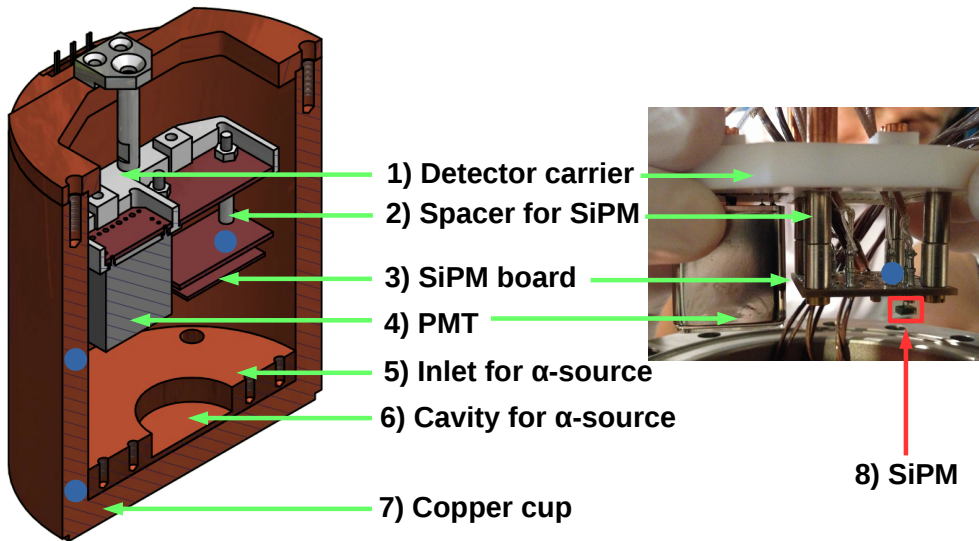 1) Detector carrier
2) Spacer for SiPM
3) SiPM board
4) PMT
5) Inlet for α-source
6) Cavity for α-source
7) Copper cup
8) SiPM